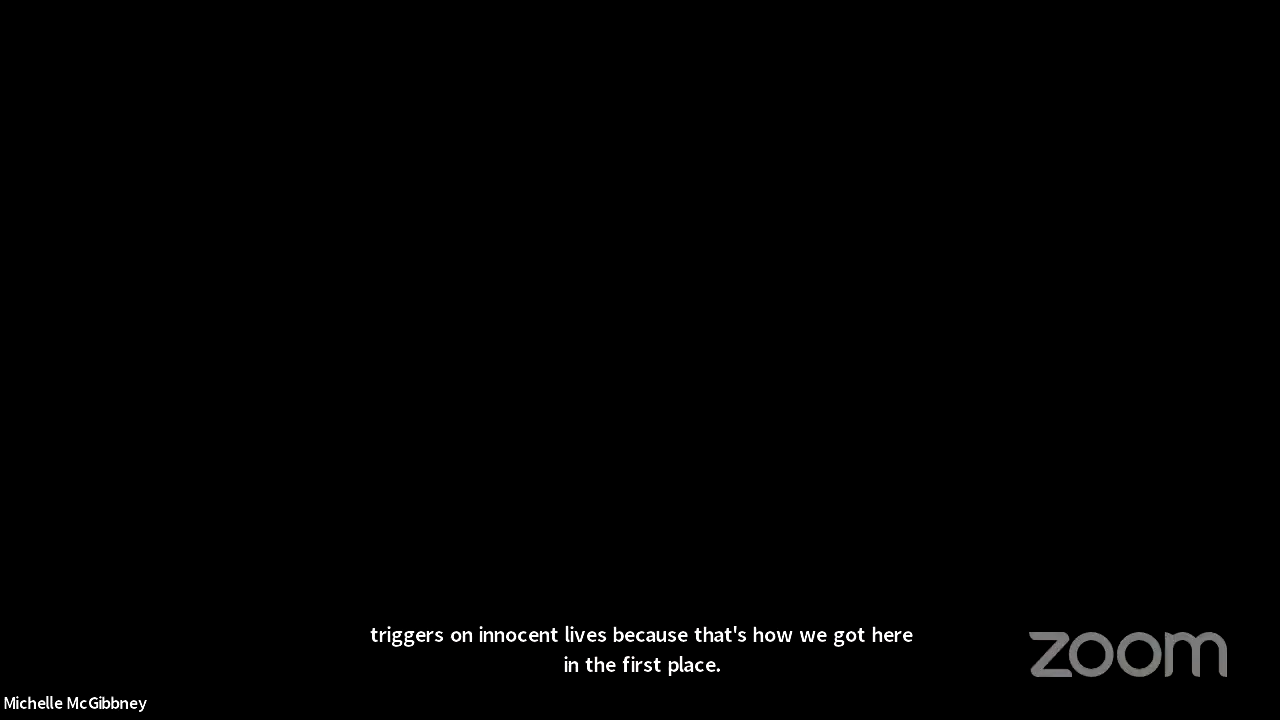 triggers on innocent lives because that's how we got here
in the first place.
zoom
Michelle McGibbney